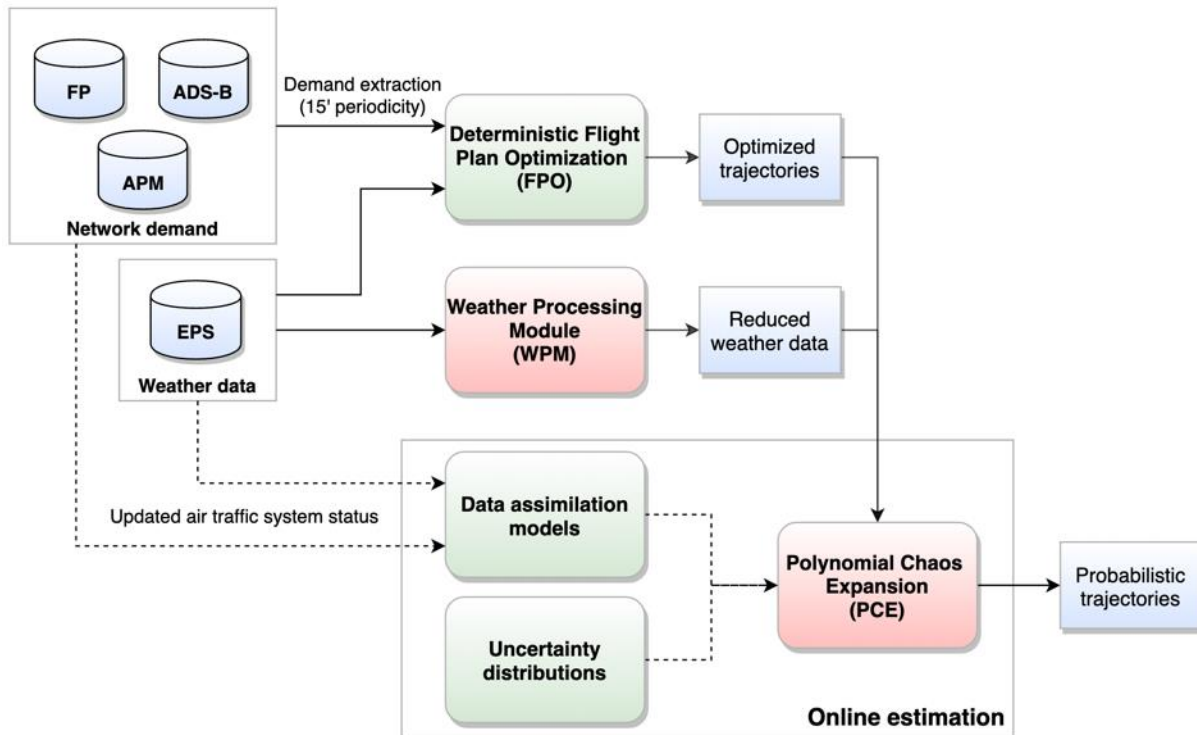 FP
ADS-B
APM
Network demand
Demand extraction
(15' periodicity)
Deterministic Flight
Plan Optimization
(FPO)
Optimized
trajectories
EPS
Weather data
Weather Processing
Module
(WPM)
Reduced
weather data
Updated air traffic system status
Data assimilation
models
Uncertainty
distributions
Polynomial Chaos
Expansion
(PCE)
Probabilistic
trajectories
Online estimation